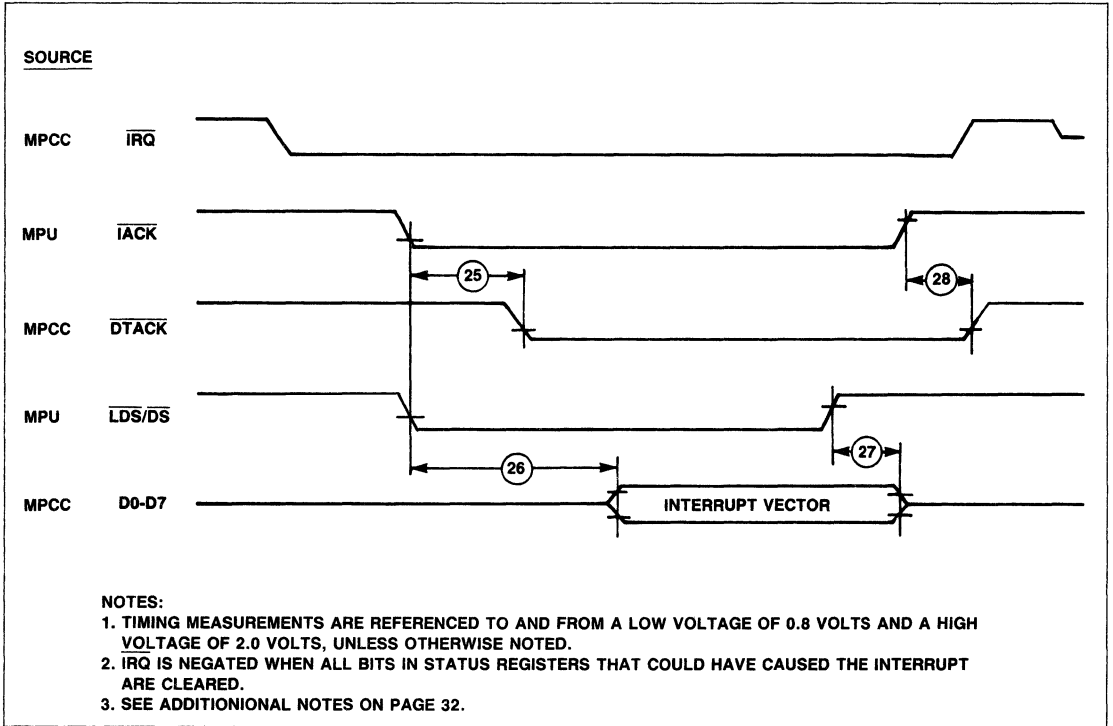 SOURCE
MPCC IRQ
MPU IACK
25
28
MPCC DTACK
MPU LDS/DS
27
26
MPCC D0-D7 INTERRUPT VECTOR
NOTES:
1. TIMING MEASUREMENTS ARE REFERENCED TO AND FROM A LOW VOLTAGE OF 0.8 VOLTS AND A HIGH
VOLTAGE OF 2.0 VOLTS, UNLESS OTHERWISE NOTED.
2. IRQ IS NEGATED WHEN ALL BITS IN STATUS REGISTERS THAT COULD HAVE CAUSED THE INTERRUPT
ARE CLEARED.
3. SEE ADDITIONIONAL NOTES ON PAGE 32.